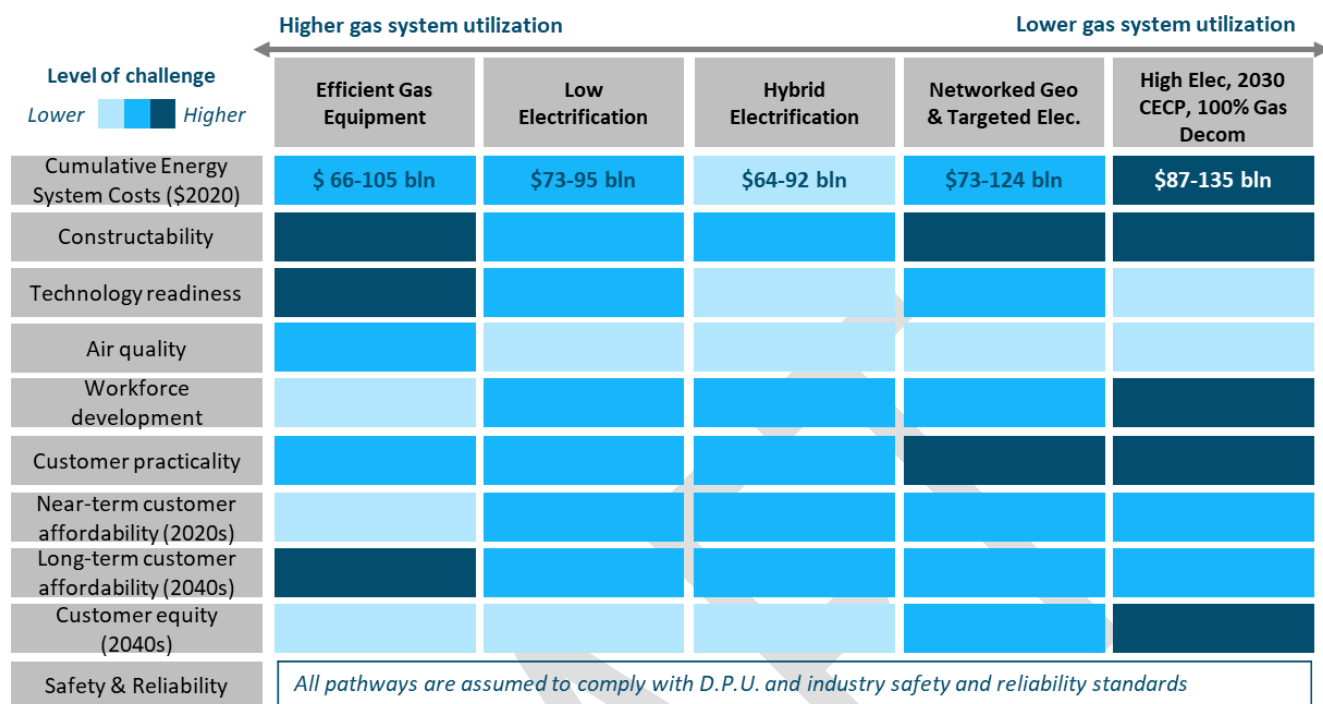 Higher gas system utilization
Lower gas system utilization
Level of challenge
Lower
Higher
Efficient Gas
Equipment
Low
Electrification
Hybrid
Electrification
Networked Geo
& Targeted Elec.
High Elec, 2030
CECP, 100% Gas
Decom
Cumulative Energy
System Costs ($2020)
$ 66-105 bln
$73-95 bln
$64-92 bln
$73-124 bln
$87-135 bln
Constructability
Technology readiness
Air quality
Workforce
development
Customer practicality
Near-term customer
affordability (2020s)
Long-term customer
affordability (2040s)
Customer equity
(2040s)
Safety & Reliability
All pathways are assumed to comply with D.P.U. and industry safety and reliability standards